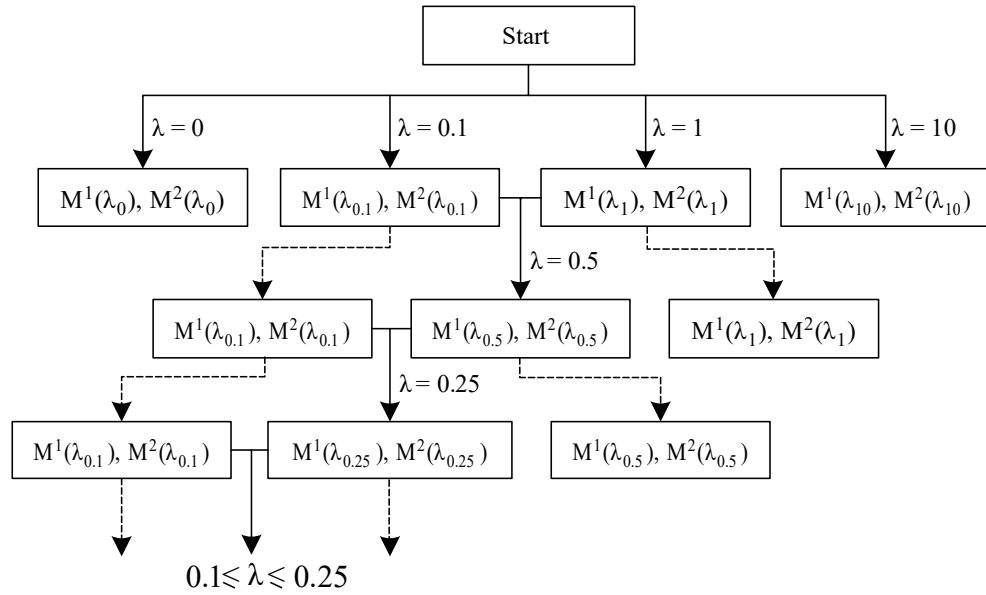 Start
λ = 0
λ = 0.1
λ = 1
λ = 10
M¹(λ₀), M²(λ₀)
M¹(λ₀.₁), M²(λ₀.₁)
M¹(λ₁), M²(λ₁)
M¹(λ₁₀), M²(λ₁₀)
λ = 0.5
M¹(λ₀.₁), M²(λ₀.₁)
M¹(λ₀.₅), M²(λ₀.₅)
M¹(λ₁), M²(λ₁)
λ = 0.25
M¹(λ₀.₁), M²(λ₀.₁)
M¹(λ₀.₂₅), M²(λ₀.₂₅)
M¹(λ₀.₅), M²(λ₀.₅)
0.1⩽ λ ⩽ 0.25